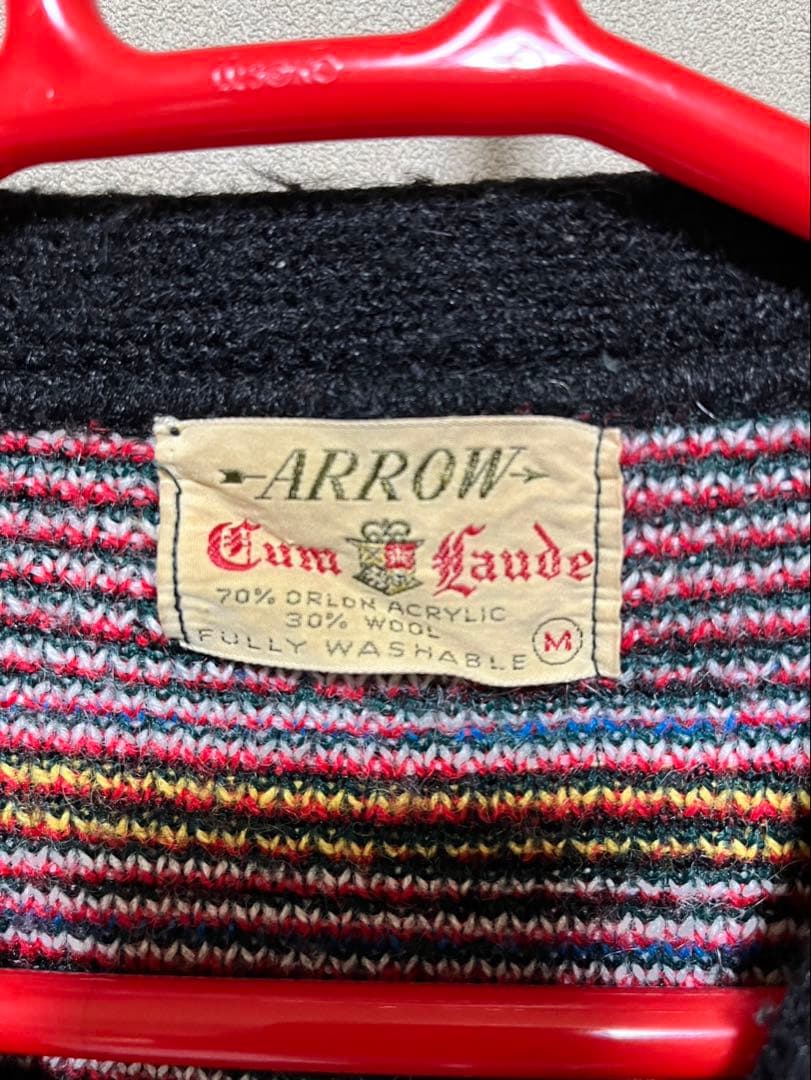 ARROW
Cum Laude
70% ORLON ACRYLIC
30% WOOL
FULLY WASHABLE M